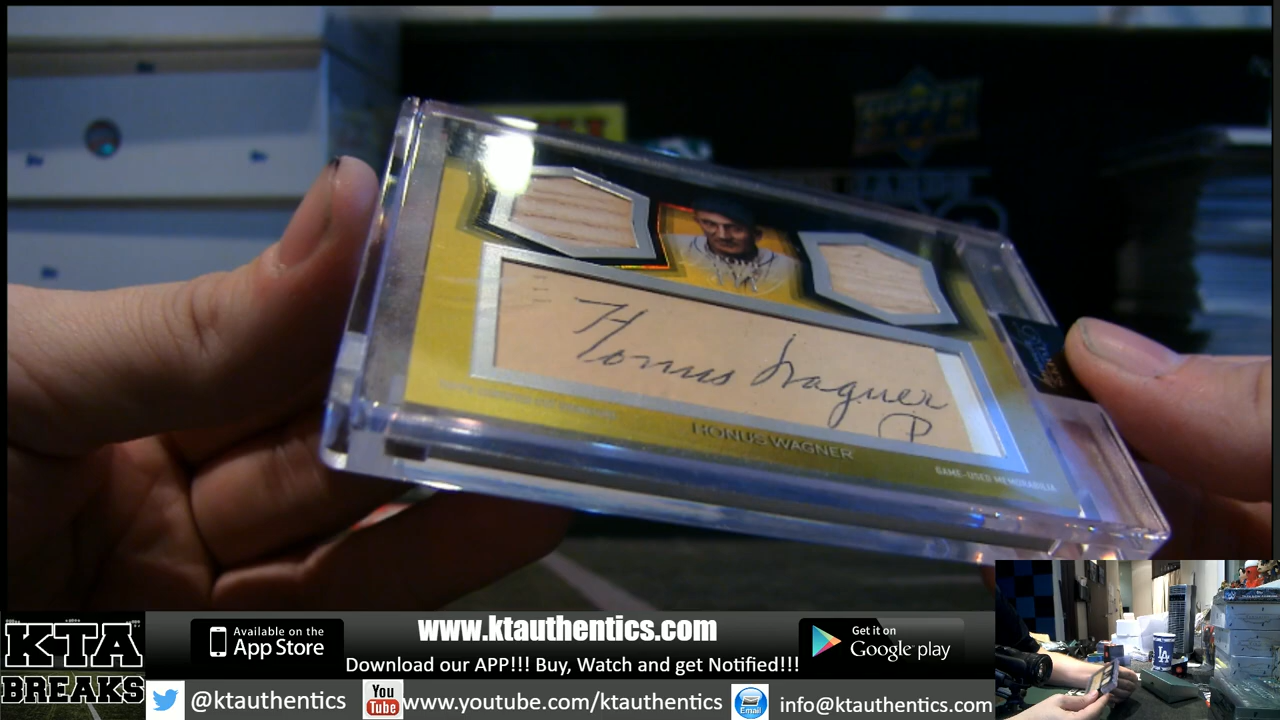 Honus Wagner
P
HONUS WAGNER
GAME-USED MEMORABILIA
KTA
BREAKS
Available on the
App Store
www.ktauthentics.com
Download our APP!!! Buy, Watch and get Notified!!!
Get it on
Google play
@ktauthentics
You
Tube
www.youtube.com/ktauthentics
Email
info@ktauthentics.com
LA